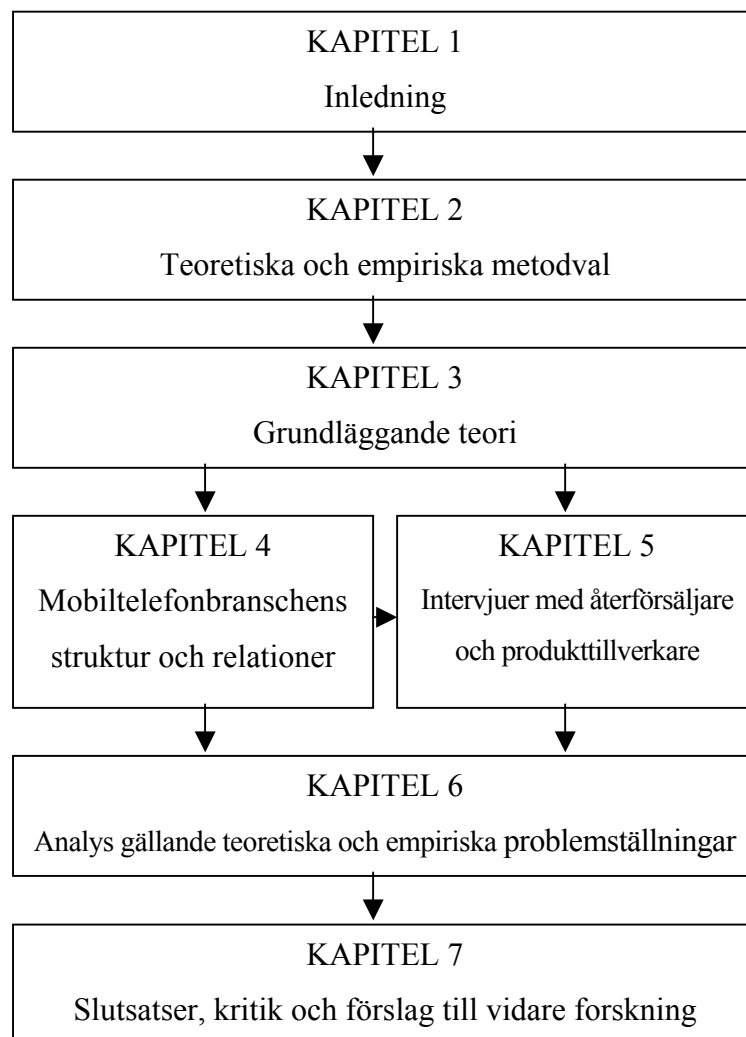 KAPITEL 1
Inledning
KAPITEL 2
Teoretiska och empiriska metodval
KAPITEL 3
Grundläggande teori
KAPITEL 4
Mobiltelefonbranschens
struktur och relationer
KAPITEL 5
Intervjuer med återförsäljare
och produkttillverkare
KAPITEL 6
Analys gällande teoretiska och empiriska problemställningar
KAPITEL 7
Slutsatser, kritik och förslag till vidare forskning